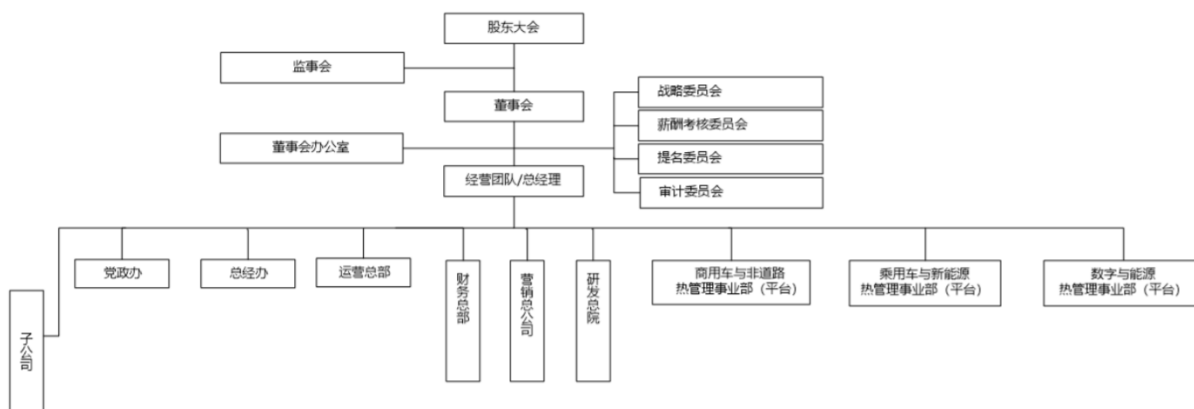 股东大会
监事会
董事会
战略委员会
薪酬考核委员会
董事会办公室
提名委员会
经营团队/总经理
审计委员会
党政办
总经办
运营总部
财务总部
营销总公司
研发总院
商用车与非道路
热管理事业部（平台）
乘用车与新能源
热管理事业部（平台）
数字与能源
热管理事业部（平台）
子公司